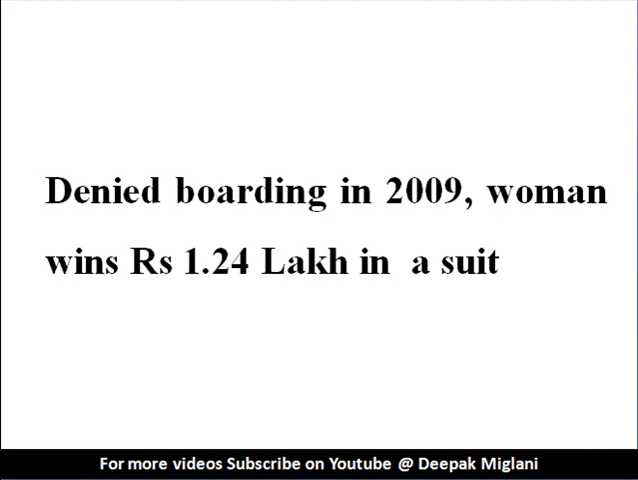 Denied boarding in 2009, woman
wins Rs 1.24 Lakh in a suit
For more videos Subscribe on Youtube @ Deepak Miglani